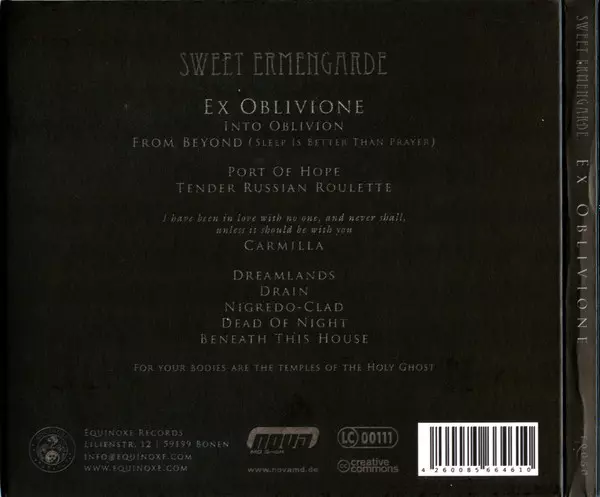 SWEET ERMENGARDE
EX OBLIVIONE
INTO OBLIVION
FROM BEYOND (SLEEP IS BETTER THAN PRAYER)
PORT OF HOPE
TENDER RUSSIAN ROULETTE
I have been in love with no one, and never shall,
unless it should be with you
CARMILLA
DREAMLANDS
DRAIN
NIGREDO-CLAD
DEAD OF NIGHT
BENEATH THIS HOUSE
FOR YOUR BODIES ARE THE TEMPLES OF THE HOLY GHOST
EQUINOXE RECORDS
LILIENSTR. 12 | 59199 BÖNEN
WWW.EQUINOXE.COM
WWW.EQUINOXE.DE
nova
www.novamd.de
LC 00111
cc creative
commons
4 260085 664610
SWEET ERMENGARDE EX OBLIVIONE